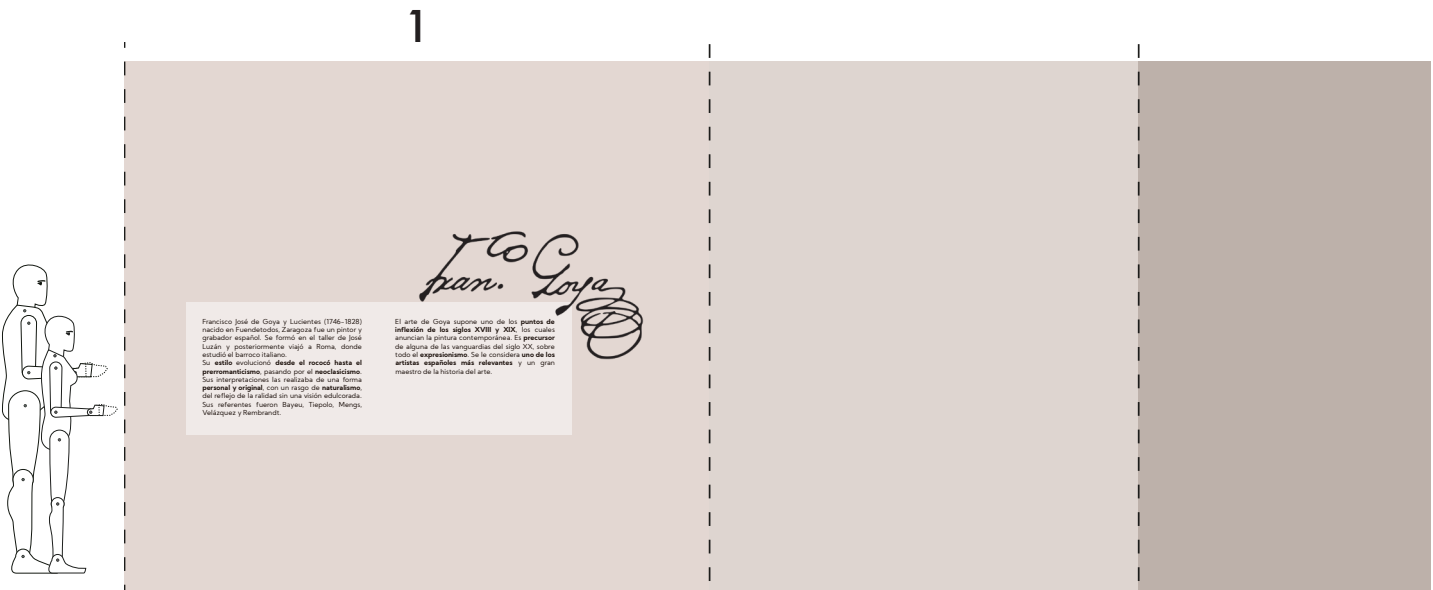 1
Fran.co Goya
Francisco José de Goya y Lucientes (1746-1828)
nacido en Fuendetodos, Zaragoza fue un pintor y
grabador español. Se formó en el taller de José
Luzán y posteriormente viajó a Roma, donde
estudió el barroco italiano.
Su estilo evolucionó desde el rococó hasta el
prerromanticismo, pasando por el neoclasicismo.
Sus interpretaciones las realizaba de una forma
personal y original, con un rasgo de naturalismo,
del reflejo de la ralidad sin una visión edulcorada.
Sus referentes fueron Bayeu, Tiepolo, Mengs,
Velázquez y Rembrandt.
El arte de Goya supone uno de los puntos de
inflexión de los siglos XVIII y XIX, los cuales
anuncian la pintura contemporánea. Es precursor
de alguna de las vanguardias del siglo XX, sobre
todo el expresionismo. Se le considera uno de los
artistas españoles más relevantes y un gran
maestro de la historia del arte.